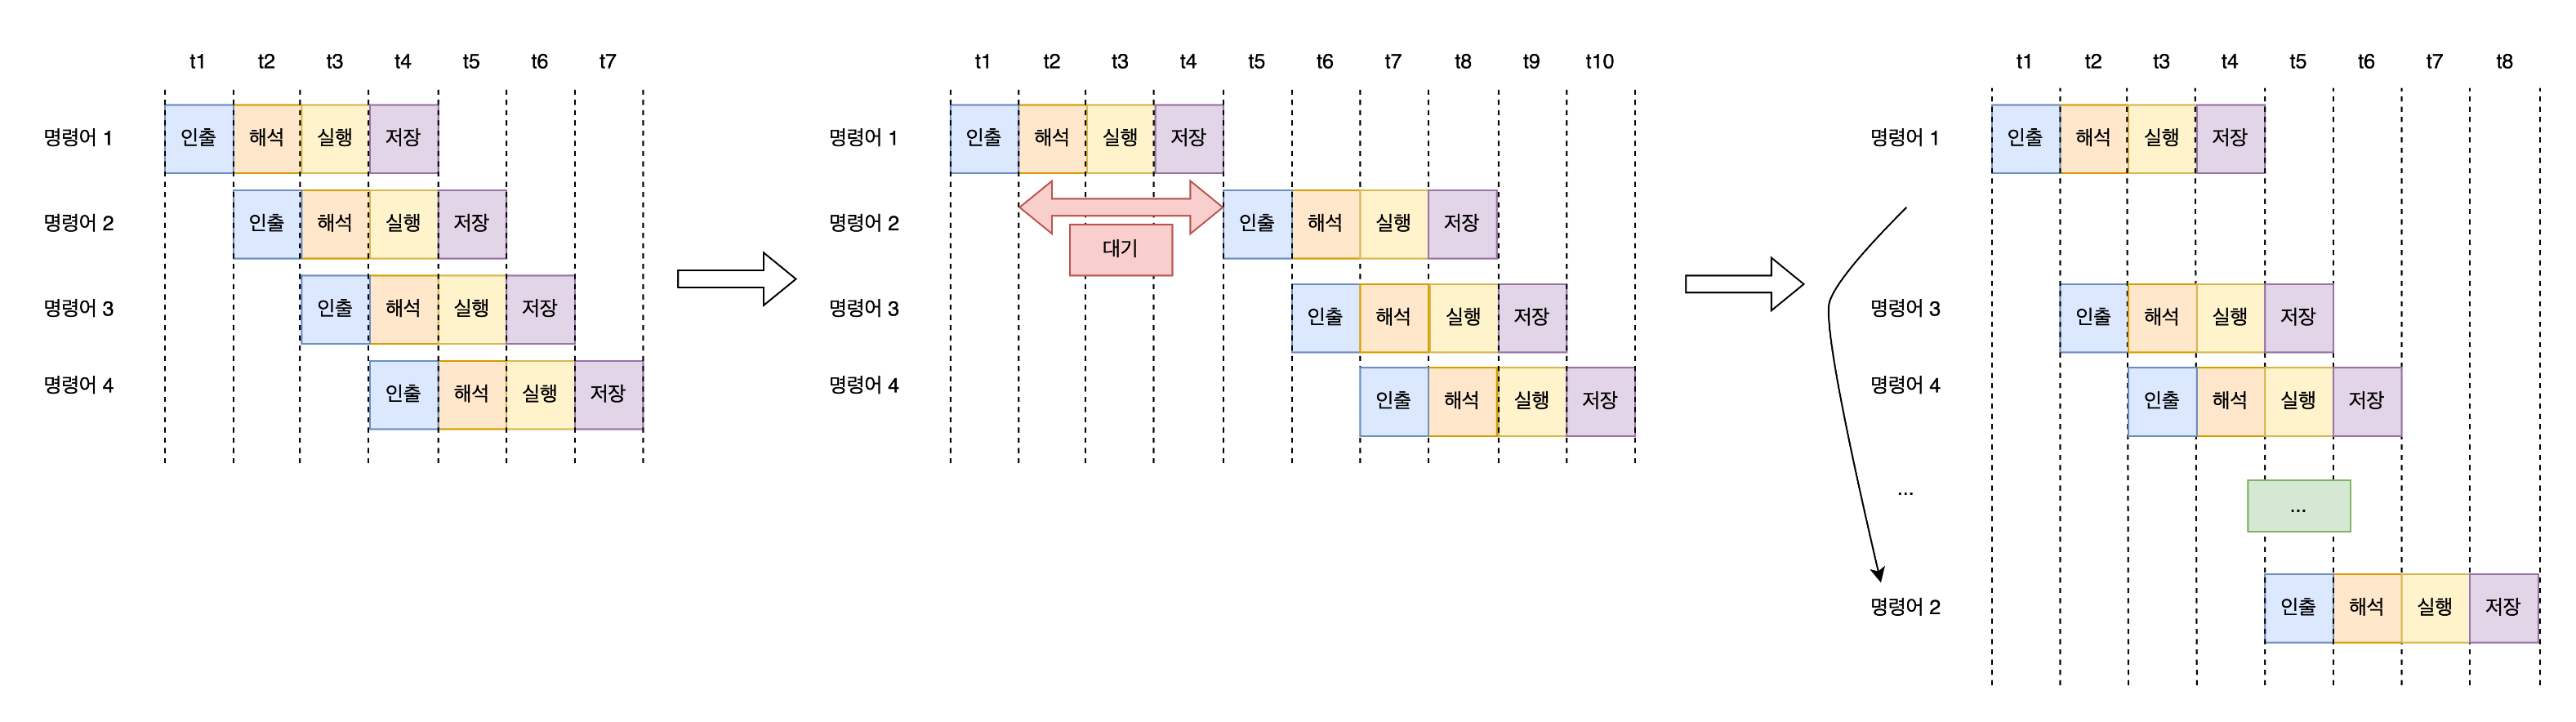 t1 t2 t3 t4 t5 t6 t7
명령어 1 인출 해석 실행 저장
명령어 2 인출 해석 실행 저장
명령어 3 인출 해석 실행 저장
명령어 4 인출 해석 실행 저장
t1 t2 t3 t4 t5 t6 t7 t8 t9 t10
명령어 1 인출 해석 실행 저장
명령어 2 인출 해석 실행 저장
대기
명령어 3 인출 해석 실행 저장
명령어 4 인출 해석 실행 저장
t1 t2 t3 t4 t5 t6 t7 t8
명령어 1 인출 해석 실행 저장
명령어 3 인출 해석 실행 저장
명령어 4 인출 해석 실행 저장
... ...
명령어 2 인출 해석 실행 저장